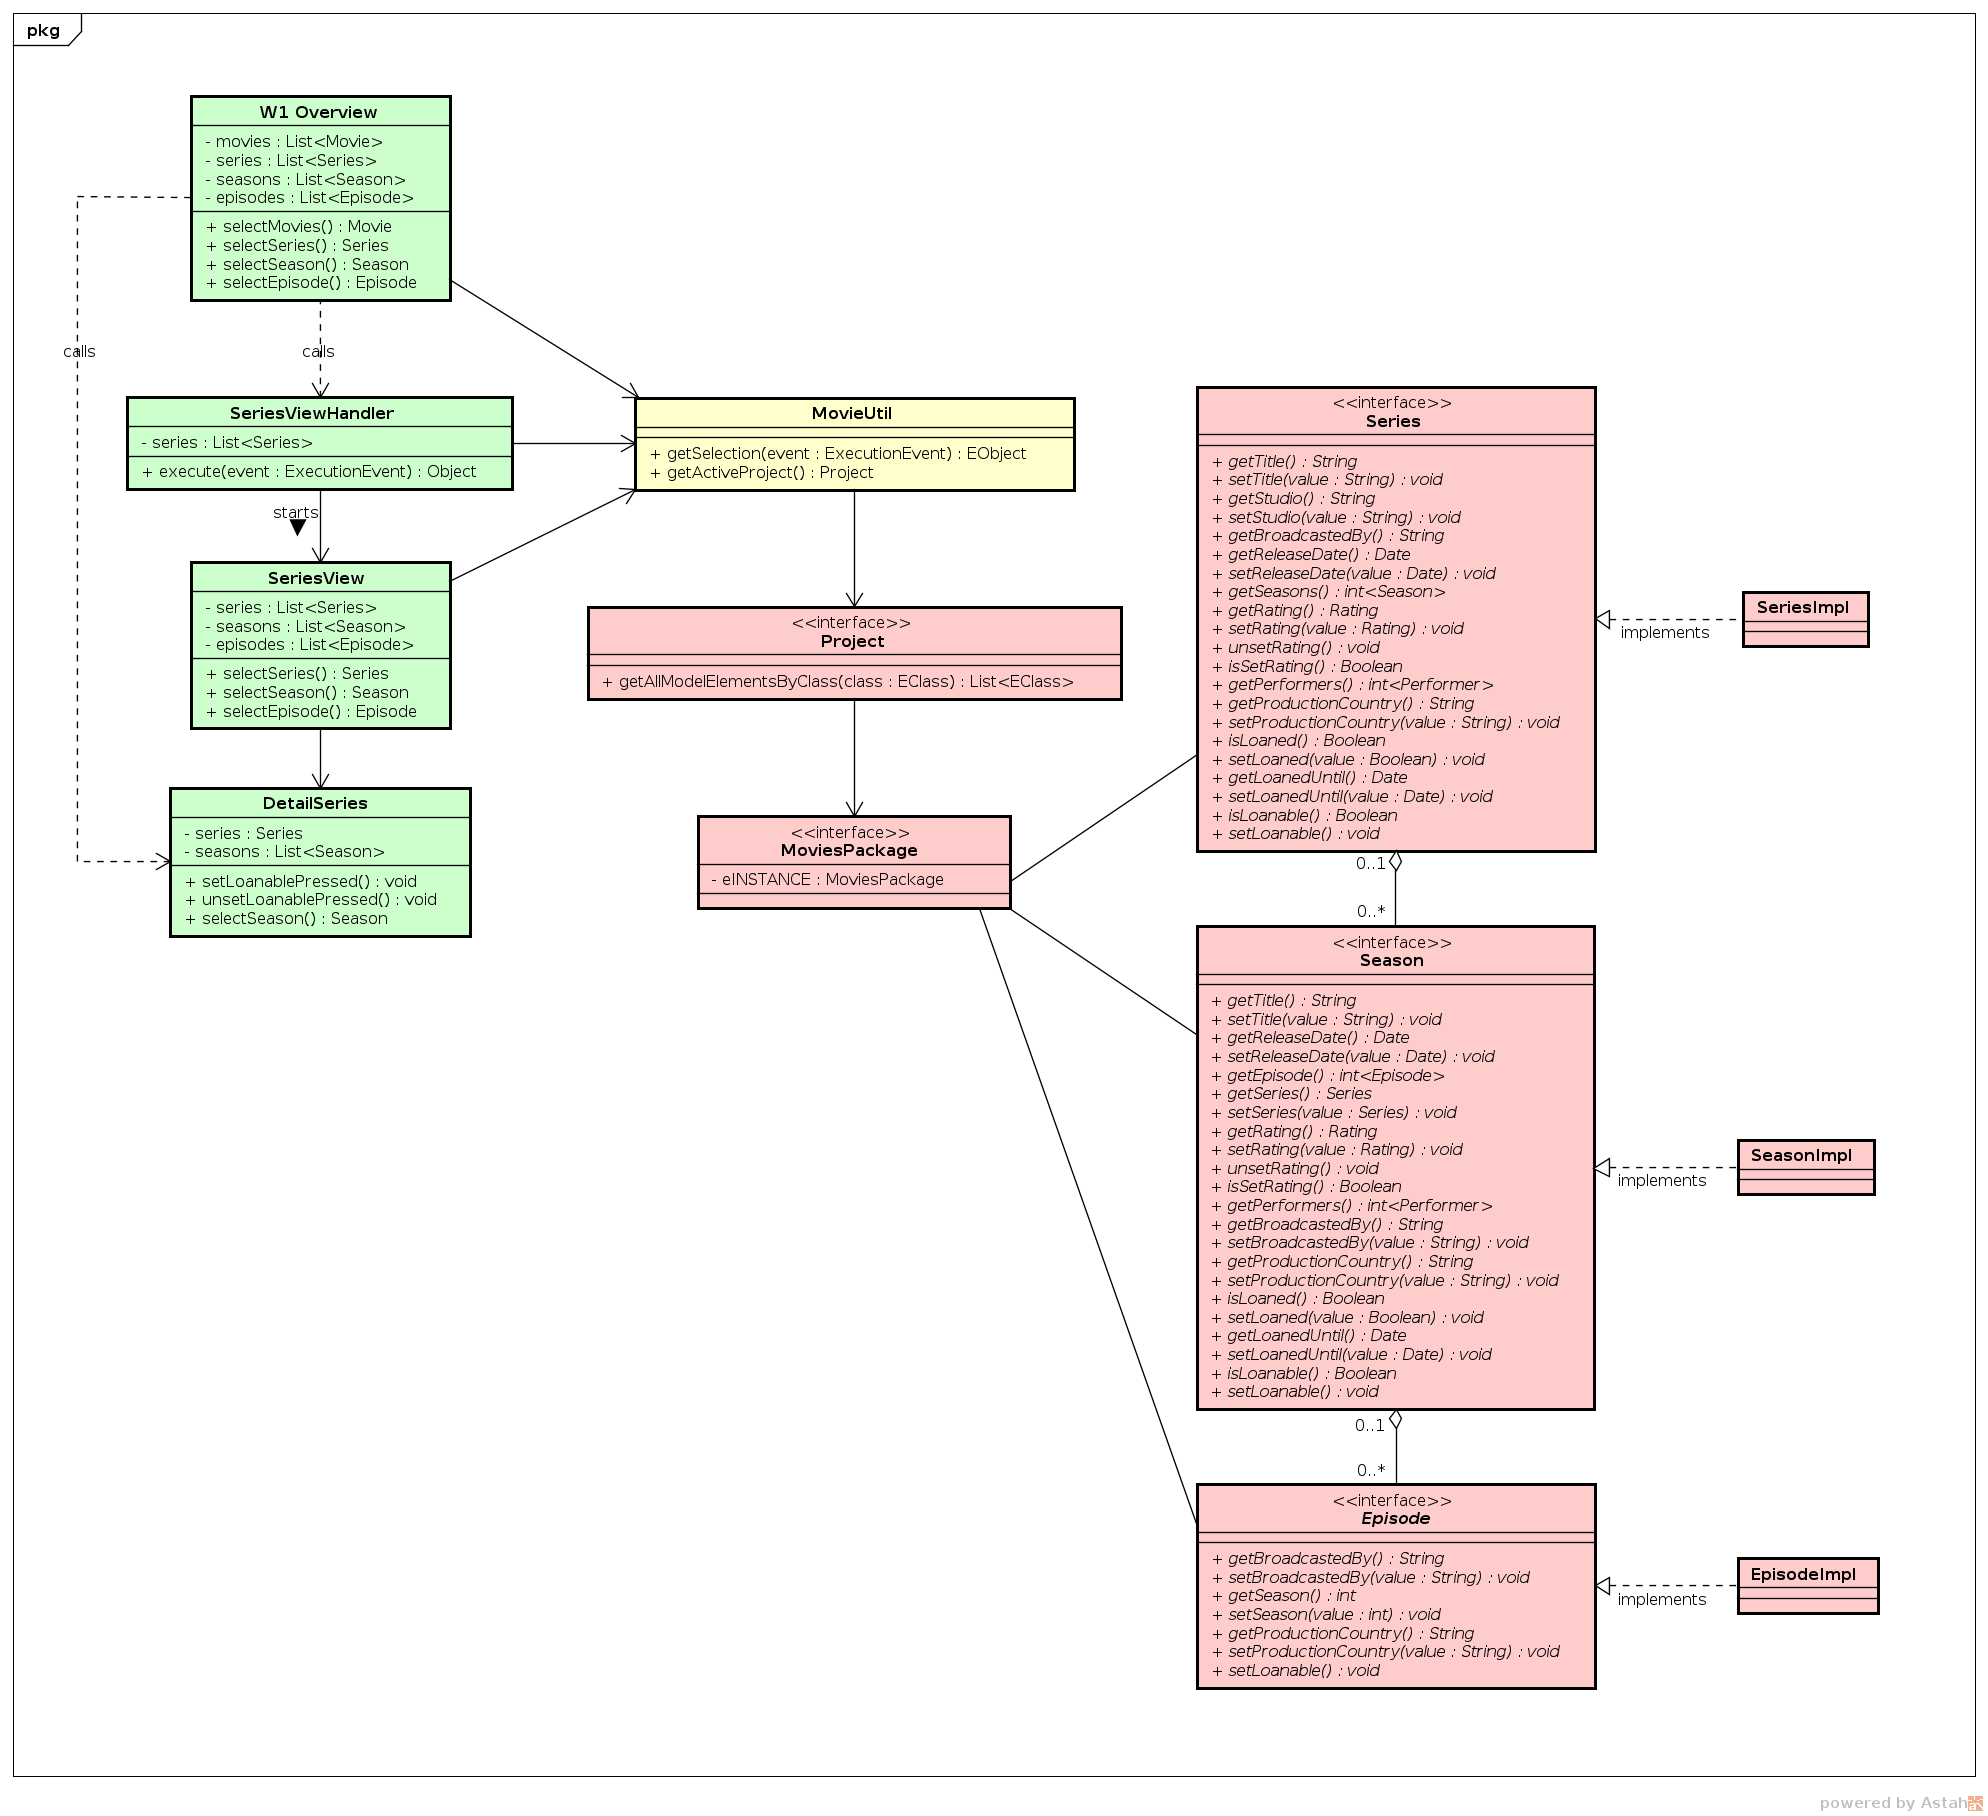 pkg
W1 Overview
- movies : List<Movie>
- series : List<Series>
- seasons : List<Season>
- episodes : List<Episode>
+ selectMovies() : Movie
+ selectSeries() : Series
+ selectSeason() : Season
+ selectEpisode() : Episode
calls
calls
SeriesViewHandler
- series : List<Series>
+ execute(event : ExecutionEvent) : Object
starts
SeriesView
- series : List<Series>
- seasons : List<Season>
- episodes : List<Episode>
+ selectSeries() : Series
+ selectSeason() : Season
+ selectEpisode() : Episode
DetailSeries
- series : Series
- seasons : List<Season>
+ setLoanablePressed() : void
+ unsetLoanablePressed() : void
+ selectSeason() : Season
MovieUtil
+ getSelection(event : ExecutionEvent) : EObject
+ getActiveProject() : Project
<<interface>>
Project
+ getAllModelElementsByClass(class : EClass) : List<EClass>
<<interface>>
MoviesPackage
- eINSTANCE : MoviesPackage
<<interface>>
Series
+ getTitle() : String
+ setTitle(value : String) : void
+ getStudio() : String
+ setStudio(value : String) : void
+ getBroadcastedBy() : String
+ getReleaseDate() : Date
+ setReleaseDate(value : Date) : void
+ getSeasons() : int<Season>
+ getRating() : Rating
+ setRating(value : Rating) : void
+ unsetRating() : void
+ isSetRating() : Boolean
+ getPerformers() : int<Performer>
+ getProductionCountry() : String
+ setProductionCountry(value : String) : void
+ isLoaned() : Boolean
+ setLoaned(value : Boolean) : void
+ getLoanedUntil() : Date
+ setLoanedUntil(value : Date) : void
+ isLoanable() : Boolean
+ setLoanable() : void
implements
SeriesImpl
0..1
0..*
<<interface>>
Season
+ getTitle() : String
+ setTitle(value : String) : void
+ getReleaseDate() : Date
+ setReleaseDate(value : Date) : void
+ getEpisode() : int<Episode>
+ getSeries() : Series
+ setSeries(value : Series) : void
+ getRating() : Rating
+ setRating(value : Rating) : void
+ unsetRating() : void
+ isSetRating() : Boolean
+ getPerformers() : int<Performer>
+ getBroadcastedBy() : String
+ setBroadcastedBy(value : String) : void
+ getProductionCountry() : String
+ setProductionCountry(value : String) : void
+ isLoaned() : Boolean
+ setLoaned(value : Boolean) : void
+ getLoanedUntil() : Date
+ setLoanedUntil(value : Date) : void
+ isLoanable() : Boolean
+ setLoanable() : void
implements
SeasonImpl
0..1
0..*
<<interface>>
Episode
+ getBroadcastedBy() : String
+ setBroadcastedBy(value : String) : void
+ getSeason() : int
+ setSeason(value : int) : void
+ getProductionCountry() : String
+ setProductionCountry(value : String) : void
+ setLoanable() : void
implements
EpisodeImpl
powered by Astah